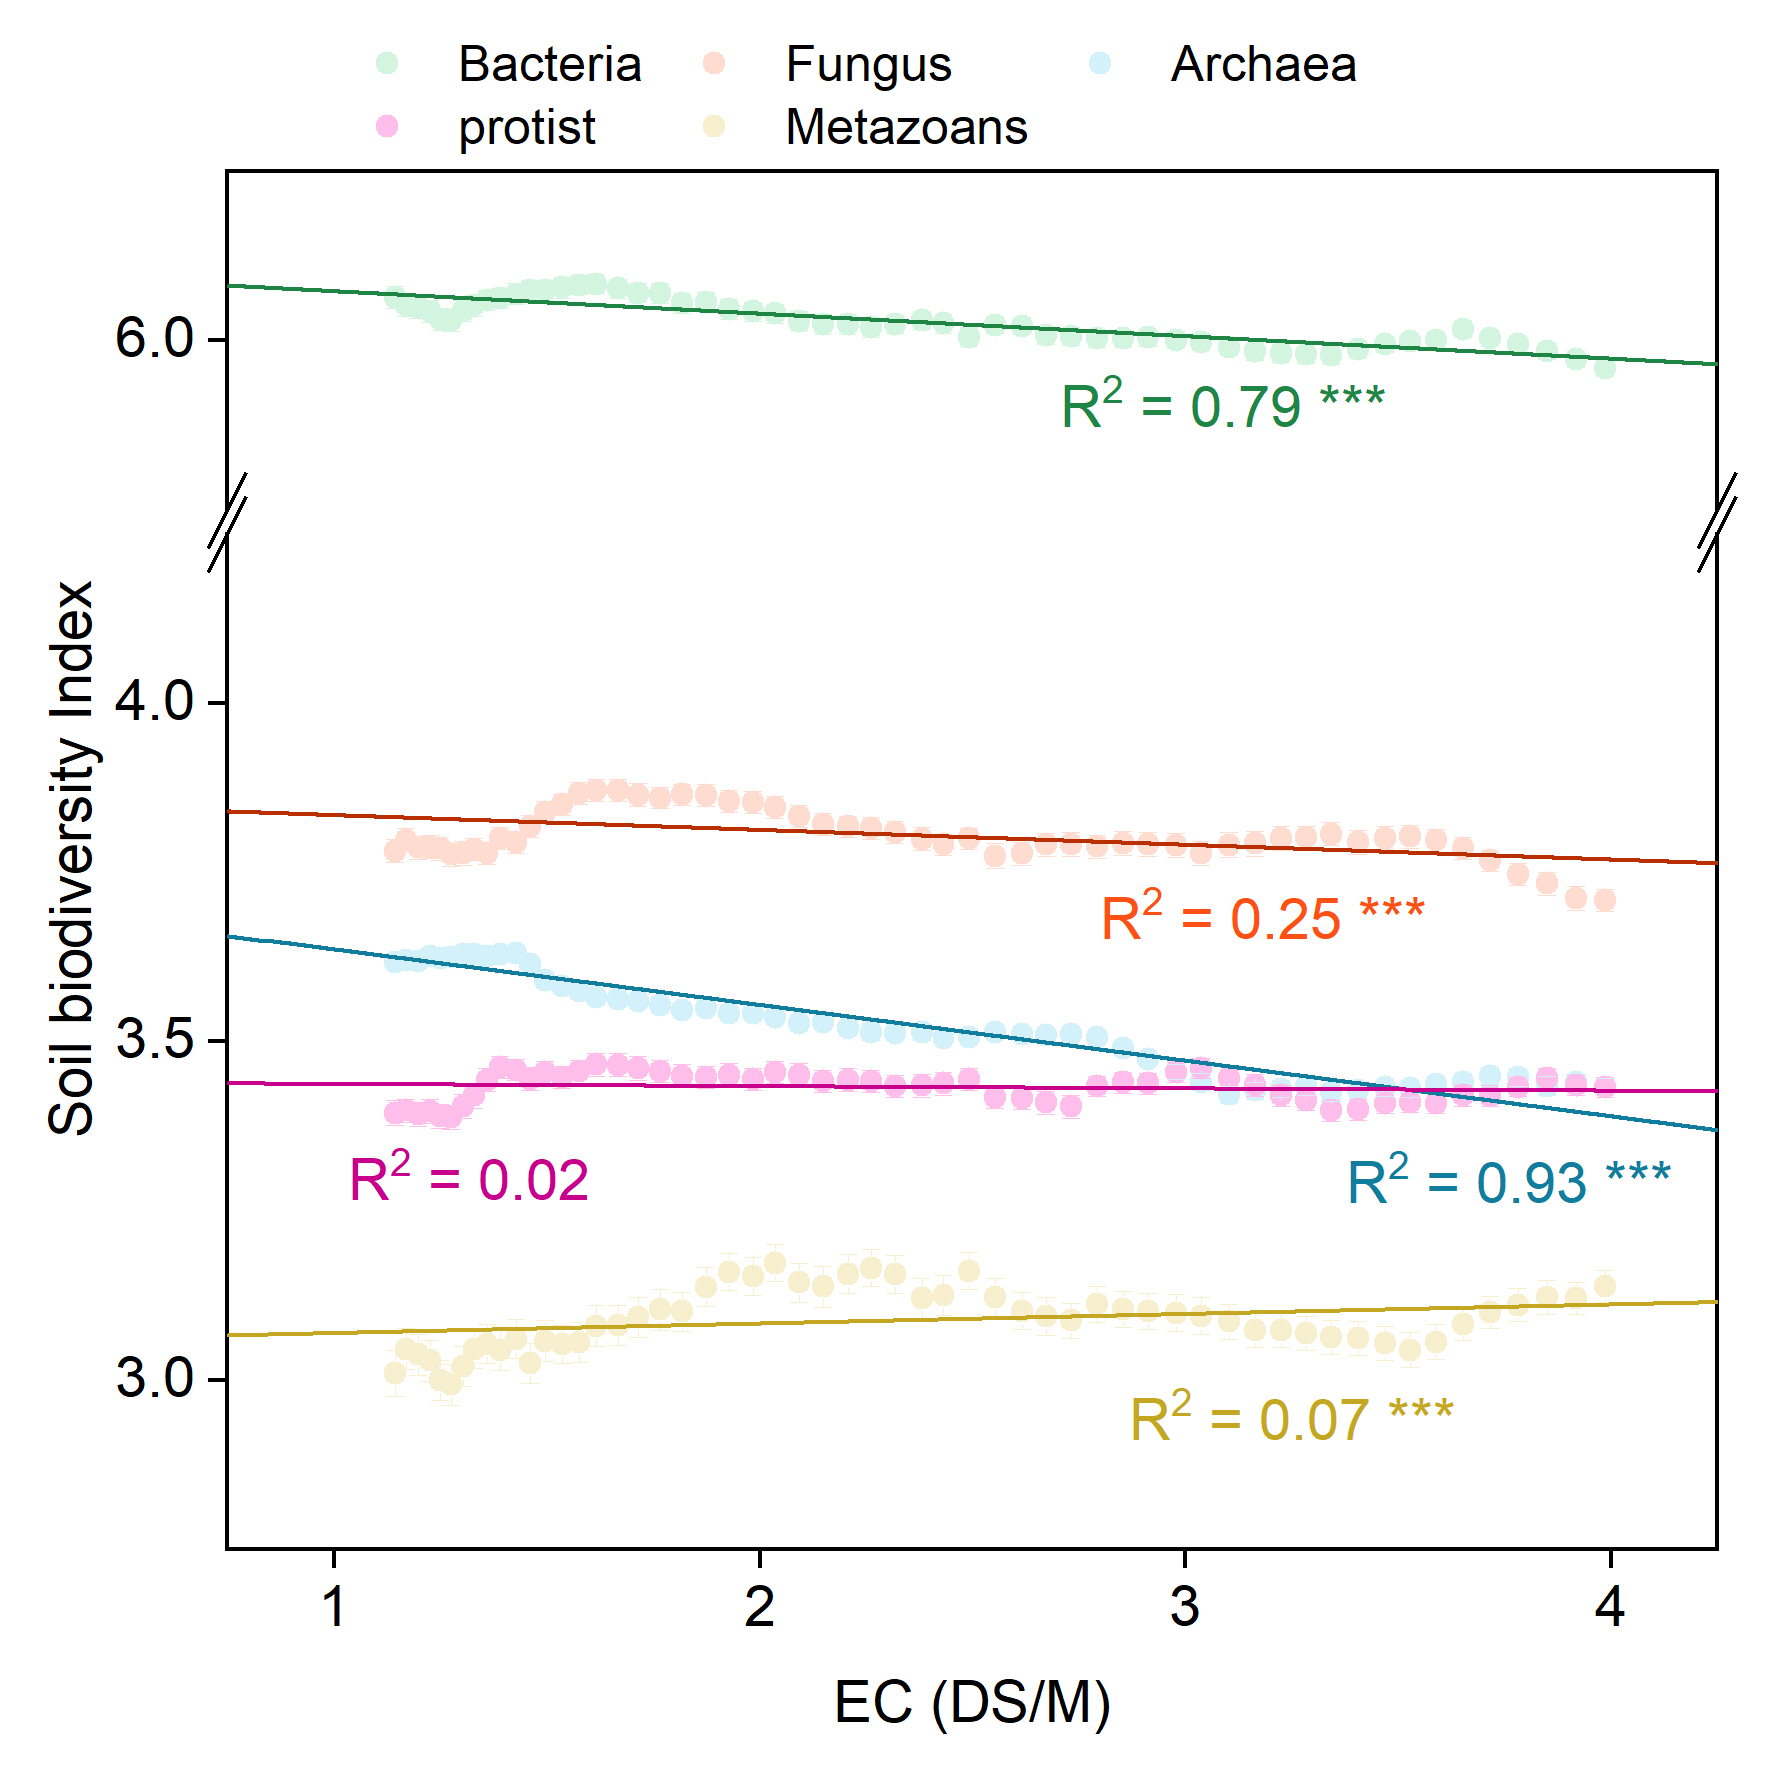 Bacteria Fungus Archaea
protist Metazoans
6.0
R² = 0.79 ***
4.0
R² = 0.25 ***
3.5
R² = 0.02
R² = 0.93 ***
3.0
R² = 0.07 ***
Soil biodiversity Index
1 2 3 4
EC (DS/M)